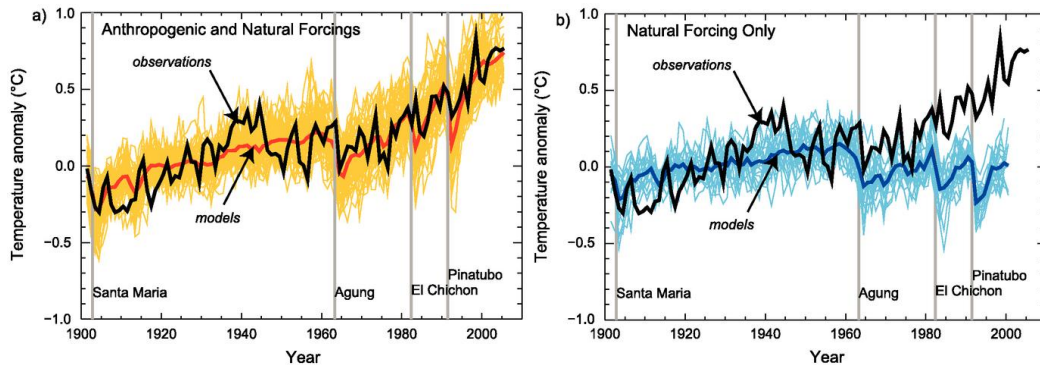 a)
Anthropogenic and Natural Forcings
observations
models
Santa Maria
Agung
El Chichon
Pinatubo
Temperature anomaly (°C)
1.0
0.5
0.0
−0.5
−1.0
1900 1920 1940 1960 1980 2000
Year
b)
Natural Forcing Only
observations
models
Santa Maria
Agung
El Chichon
Pinatubo
Temperature anomaly (°C)
1.0
0.5
0.0
−0.5
−1.0
1900 1920 1940 1960 1980 2000
Year